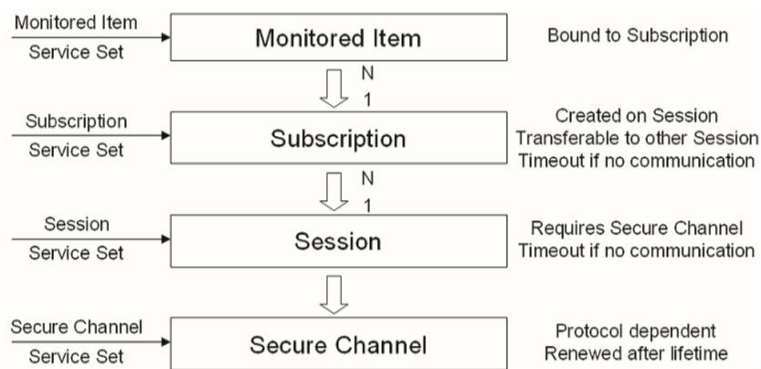 Monitored Item
Service Set
Monitored Item
Bound to Subscription
N
1
Subscription
Service Set
Subscription
Created on Session
Transferable to other Session
Timeout if no communication
N
1
Session
Service Set
Session
Requires Secure Channel
Timeout if no communication
Secure Channel
Service Set
Secure Channel
Protocol dependent
Renewed after lifetime